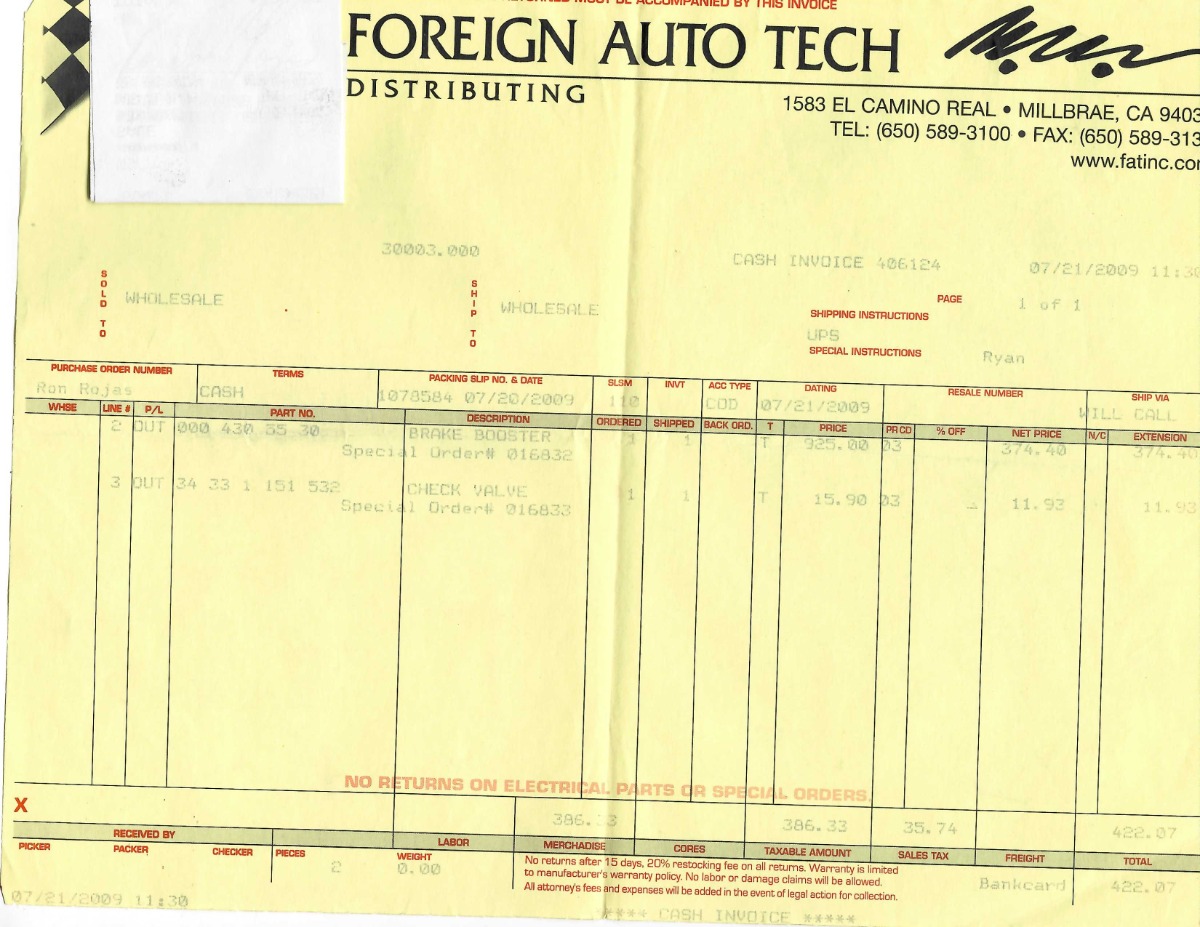 RETURNED MUST BE ACCOMPANIED BY THIS INVOICE
FOREIGN AUTO TECH
DISTRIBUTING
1583 EL CAMINO REAL • MILLBRAE, CA 9403
TEL: (650) 589-3100 • FAX: (650) 589-313
www.fatinc.co
30003.000
CASH INVOICE 406124 07/21/2009 11:30
SOLD TO WHOLESALE
SHIP TO WHOLESALE
PAGE 1 of 1
SHIPPING INSTRUCTIONS
UPS
SPECIAL INSTRUCTIONS Ryan
PURCHASE ORDER NUMBER TERMS PACKING SLIP NO. & DATE SLSM INVT ACC TYPE DATING RESALE NUMBER SHIP VIA
Ron Rojas CASH 1078584 07/20/2009 110 COD 07/21/2009 WILL CALL
WHSE LINE # P/L PART NO. DESCRIPTION ORDERED SHIPPED BACK ORD. T PRICE PR CD % OFF NET PRICE N/C EXTENSION
2 OUT 000 430 55 30 BRAKE BOOSTER 1 1 T 925.00 03 374.40 374.40
Special Order# 016832
3 OUT 34 33 1 151 532 CHECK VALVE 1 1 T 15.90 03 11.93 11.93
Special Order# 016833
NO RETURNS ON ELECTRICAL PARTS OR SPECIAL ORDERS.
X
386.33 386.33 35.74 422.07
RECEIVED BY LABOR MERCHANDISE CORES TAXABLE AMOUNT SALES TAX FREIGHT TOTAL
PICKER PACKER CHECKER PIECES WEIGHT
2 0.00
No returns after 15 days, 20% restocking fee on all returns. Warranty is limited
to manufacturer's warranty policy. No labor or damage claims will be allowed.
All attorney's fees and expenses will be added in the event of legal action for collection.
Bankcard 422.07
07/21/2009 11:30
**** CASH INVOICE *****